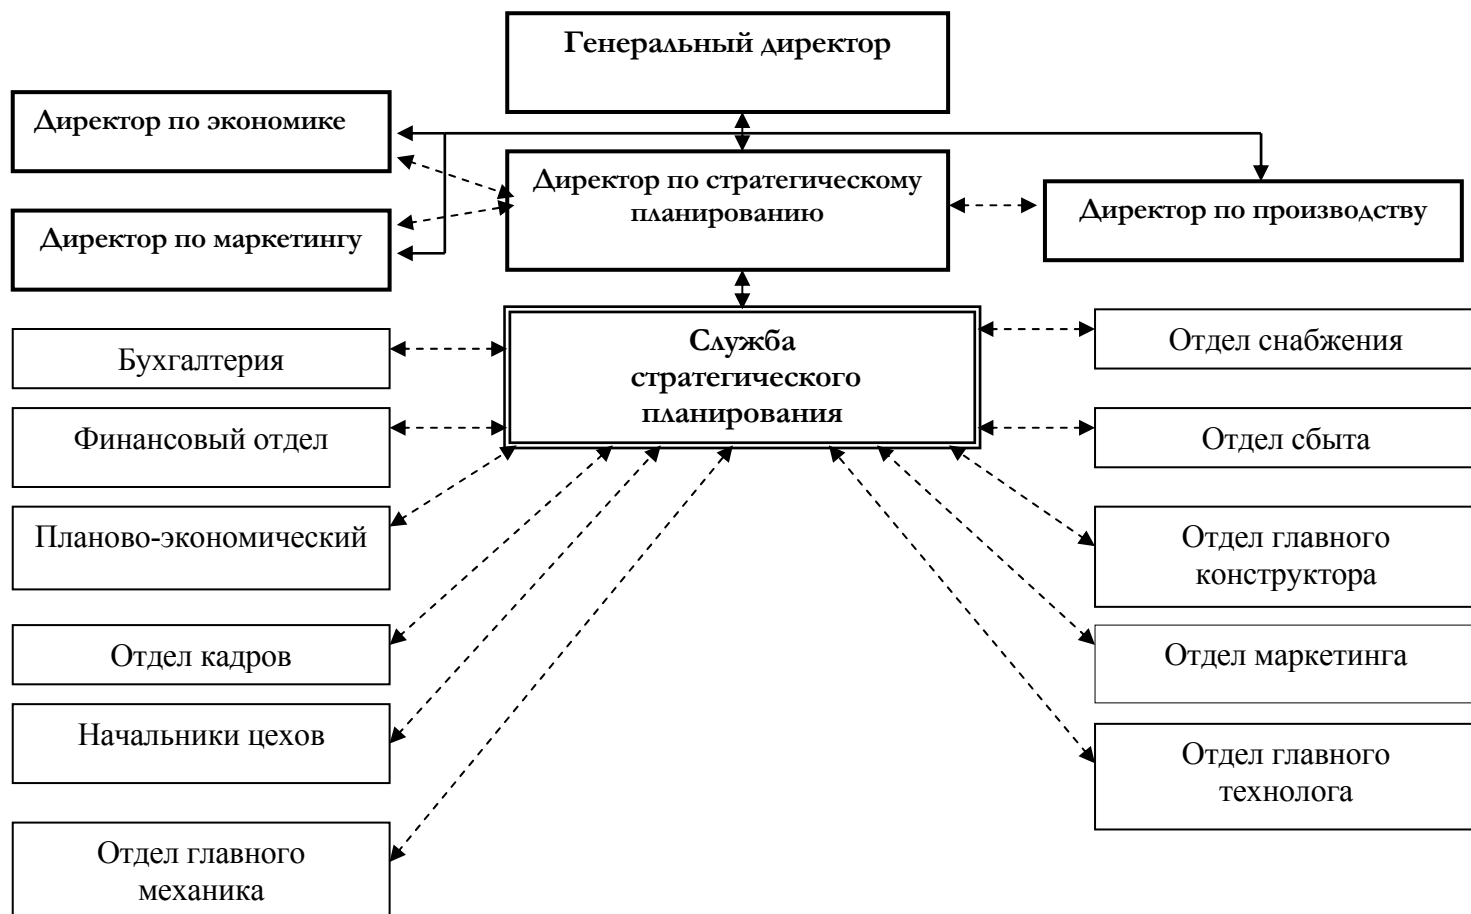 Генеральный директор
Директор по экономике
Директор по стратегическому
планированию
Директор по маркетингу
Директор по производству
Служба
стратегического
планирования
Бухгалтерия
Финансовый отдел
Планово-экономический
Отдел кадров
Начальники цехов
Отдел главного
механика
Отдел снабжения
Отдел сбыта
Отдел главного
конструктора
Отдел маркетинга
Отдел главного
технолога